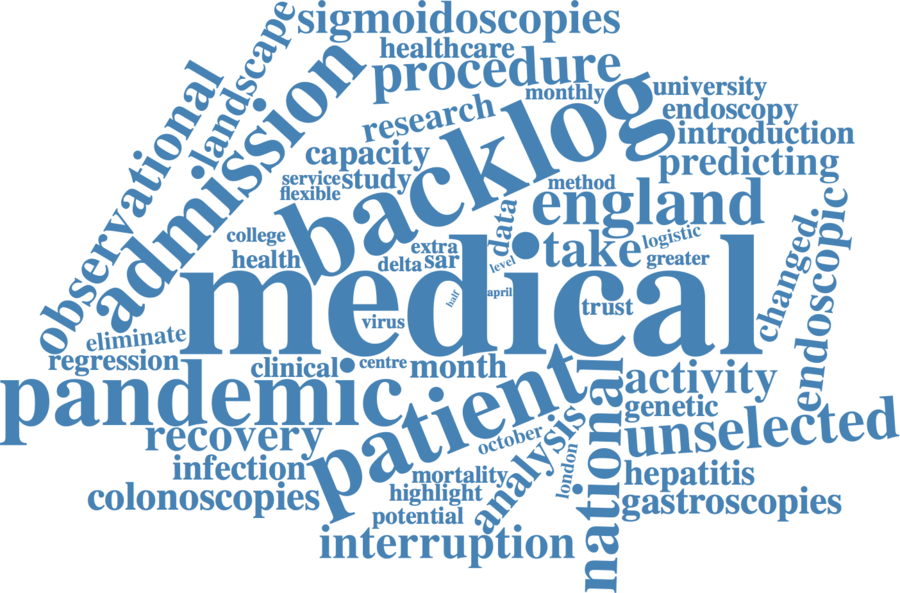 sigmoidoscopies
landscape
healthcare
procedure
observational
admission
monthly
university
research
backlog
endoscopy
introduction
capacity
predicting
service
study
flexible
method
england
data
college
extra
take
logistic
health
delta
sar
level
greater
changed.
endoscopic
medical
half
april
trust
virus
eliminate
regression
clinical
centre
month
pandemic
patient
national
activity
genetic
recovery
october
analysis
unselected
infection
mortality
london
hepatitis
colonoscopies
highlight
gastroscopies
potential
interruption